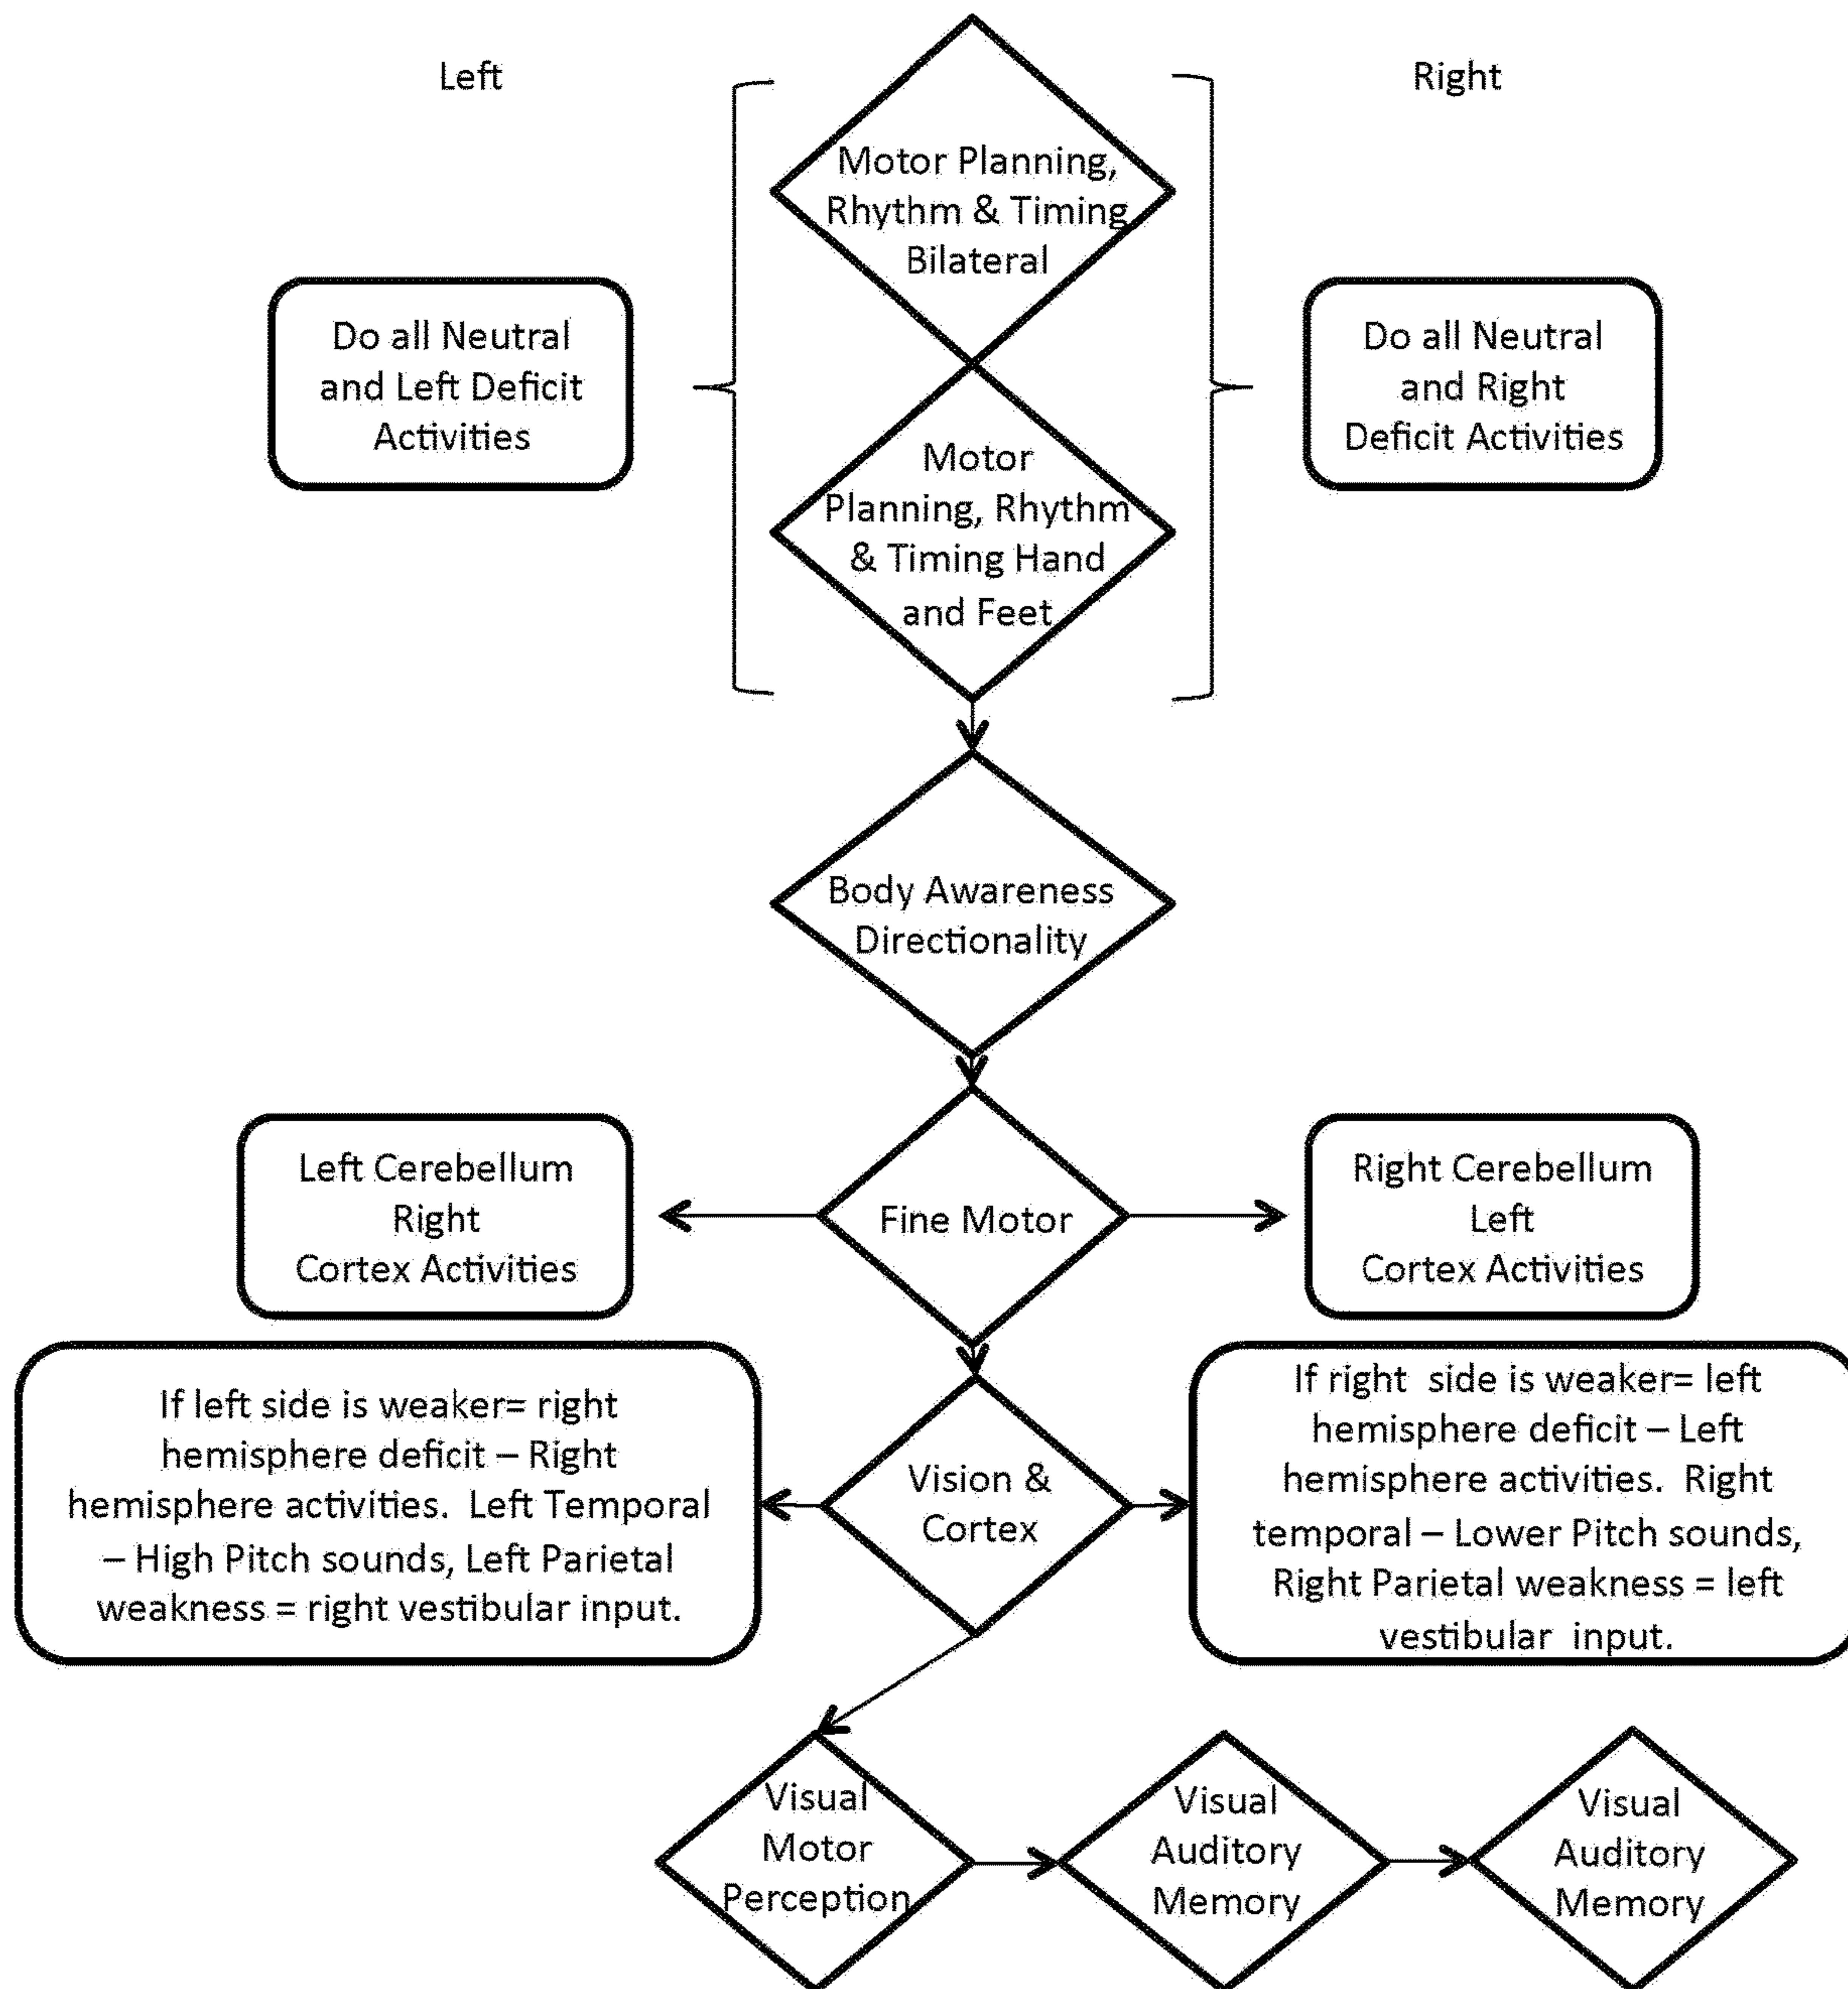 Left
Right
Motor Planning,
Rhythm & Timing
Bilateral
Do all Neutral
and Left Deficit
Activities
Do all Neutral
and Right
Deficit Activities
Motor
Planning, Rhythm
& Timing Hand
and Feet
Body Awareness
Directionality
Left Cerebellum
Right
Cortex Activities
Fine Motor
Right Cerebellum
Left
Cortex Activities
If left side is weaker= right
hemisphere deficit – Right
hemisphere activities. Left Temporal
– High Pitch sounds, Left Parietal
weakness = right vestibular input.
Vision &
Cortex
If right side is weaker= left
hemisphere deficit – Left
hemisphere activities. Right
temporal – Lower Pitch sounds,
Right Parietal weakness = left
vestibular input.
Visual
Motor
Perception
Visual
Auditory
Memory
Visual
Auditory
Memory